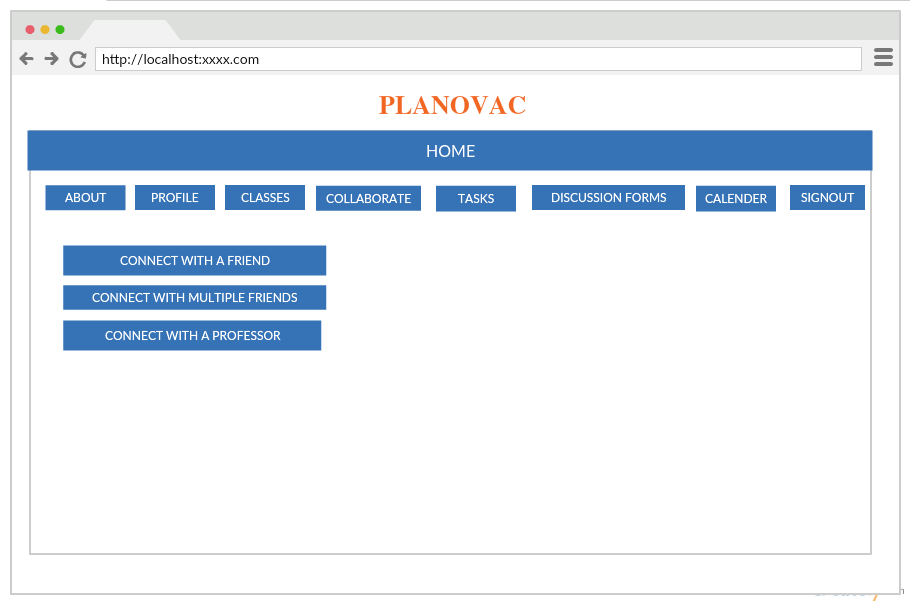 http://localhost:xxxx.com
PLANOVAC
HOME
ABOUT PROFILE CLASSES COLLABORATE TASKS DISCUSSION FORMS CALENDER SIGNOUT
CONNECT WITH A FRIEND
CONNECT WITH MULTIPLE FRIENDS
CONNECT WITH A PROFESSOR